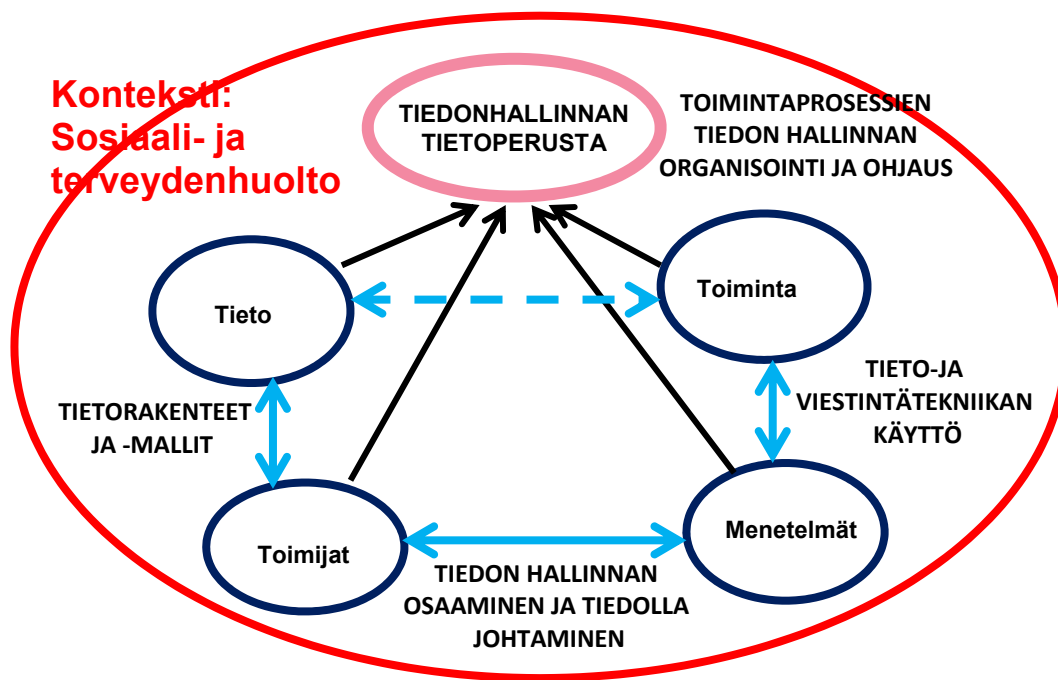 Konteksti:
Sosiaali- ja
terveydenhuolto
TIEDONHALLINNAN
TIETOPERUSTA
TOIMINTAPROSESSIEN
TIEDON HALLINNAN
ORGANISOINTI JA OHJAUS
Tieto
Toiminta
TIETORAKENTEET
JA -MALLIT
TIETO-JA
VIESTINTÄTEKNIIKAN
KÄYTTÖ
Toimijat
Menetelmät
TIEDON HALLINNAN
OSAAMINEN JA TIEDOLLA
JOHTAMINEN